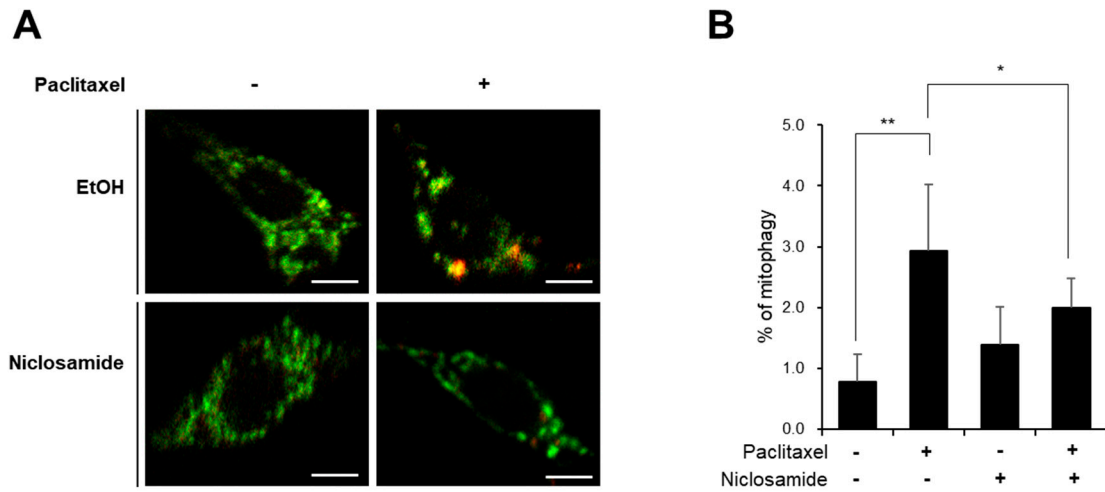 A
Paclitaxel - +
EtOH
Niclosamide
B
*
**
5.0
4.0
3.0
2.0
1.0
0.0
% of mitophagy
Paclitaxel - + - +
Niclosamide - - + +